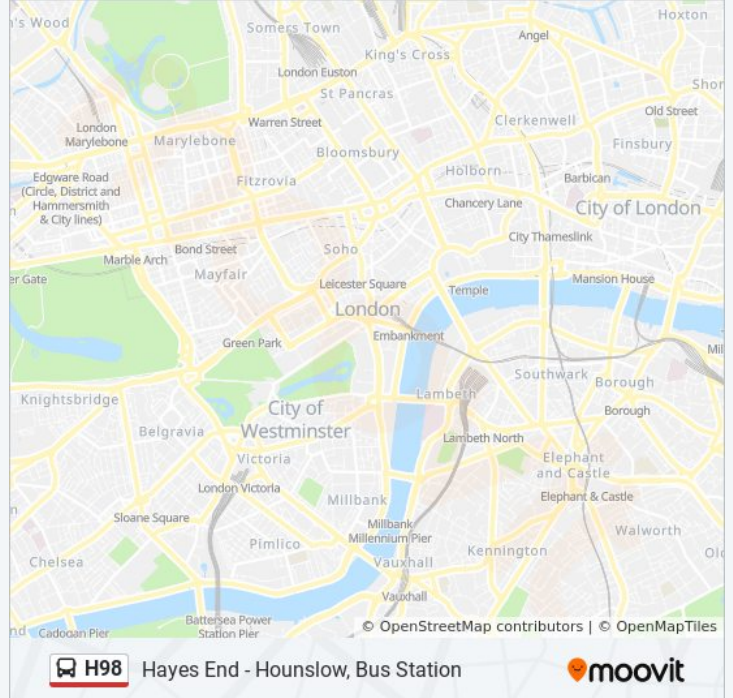 's Wood
Somers Town
Hoxton
Angel
King's Cross
London Euston
St Pancras
Shor
Old Street
Warren Street
Clerkenwell
London
Marylebone
Marylebone
Finsbury
Bloomsbury
Edgware Road
(Circle, District and
Hammersmith
& City lines)
Fitzrovia
Holborn
Barbican
Chancery Lane
City of London
City Thameslink
Bond Street
Soho
Marble Arch
Mayfair
er Gate
Leicester Square
Temple
Mansion House
London
Embankment
Green Park
Mil
Southwark
Borough
Knightsbridge
Lambeth
City of
Westminster
Borough
Belgravia
Lambeth North
Victoria
Elephant
and Castle
London Victoria
Elephant & Castle
Millbank
n
Sloane Square
Millbank
Millennium Pier
Walworth
Pimlico
Kennington
Olc
Chelsea
Vauxhall
Vauxhall
Battersea Power
Station Pier
nd
Cadogan Pier
© OpenStreetMap contributors | © OpenMapTiles
H98 Hayes End - Hounslow, Bus Station moovit